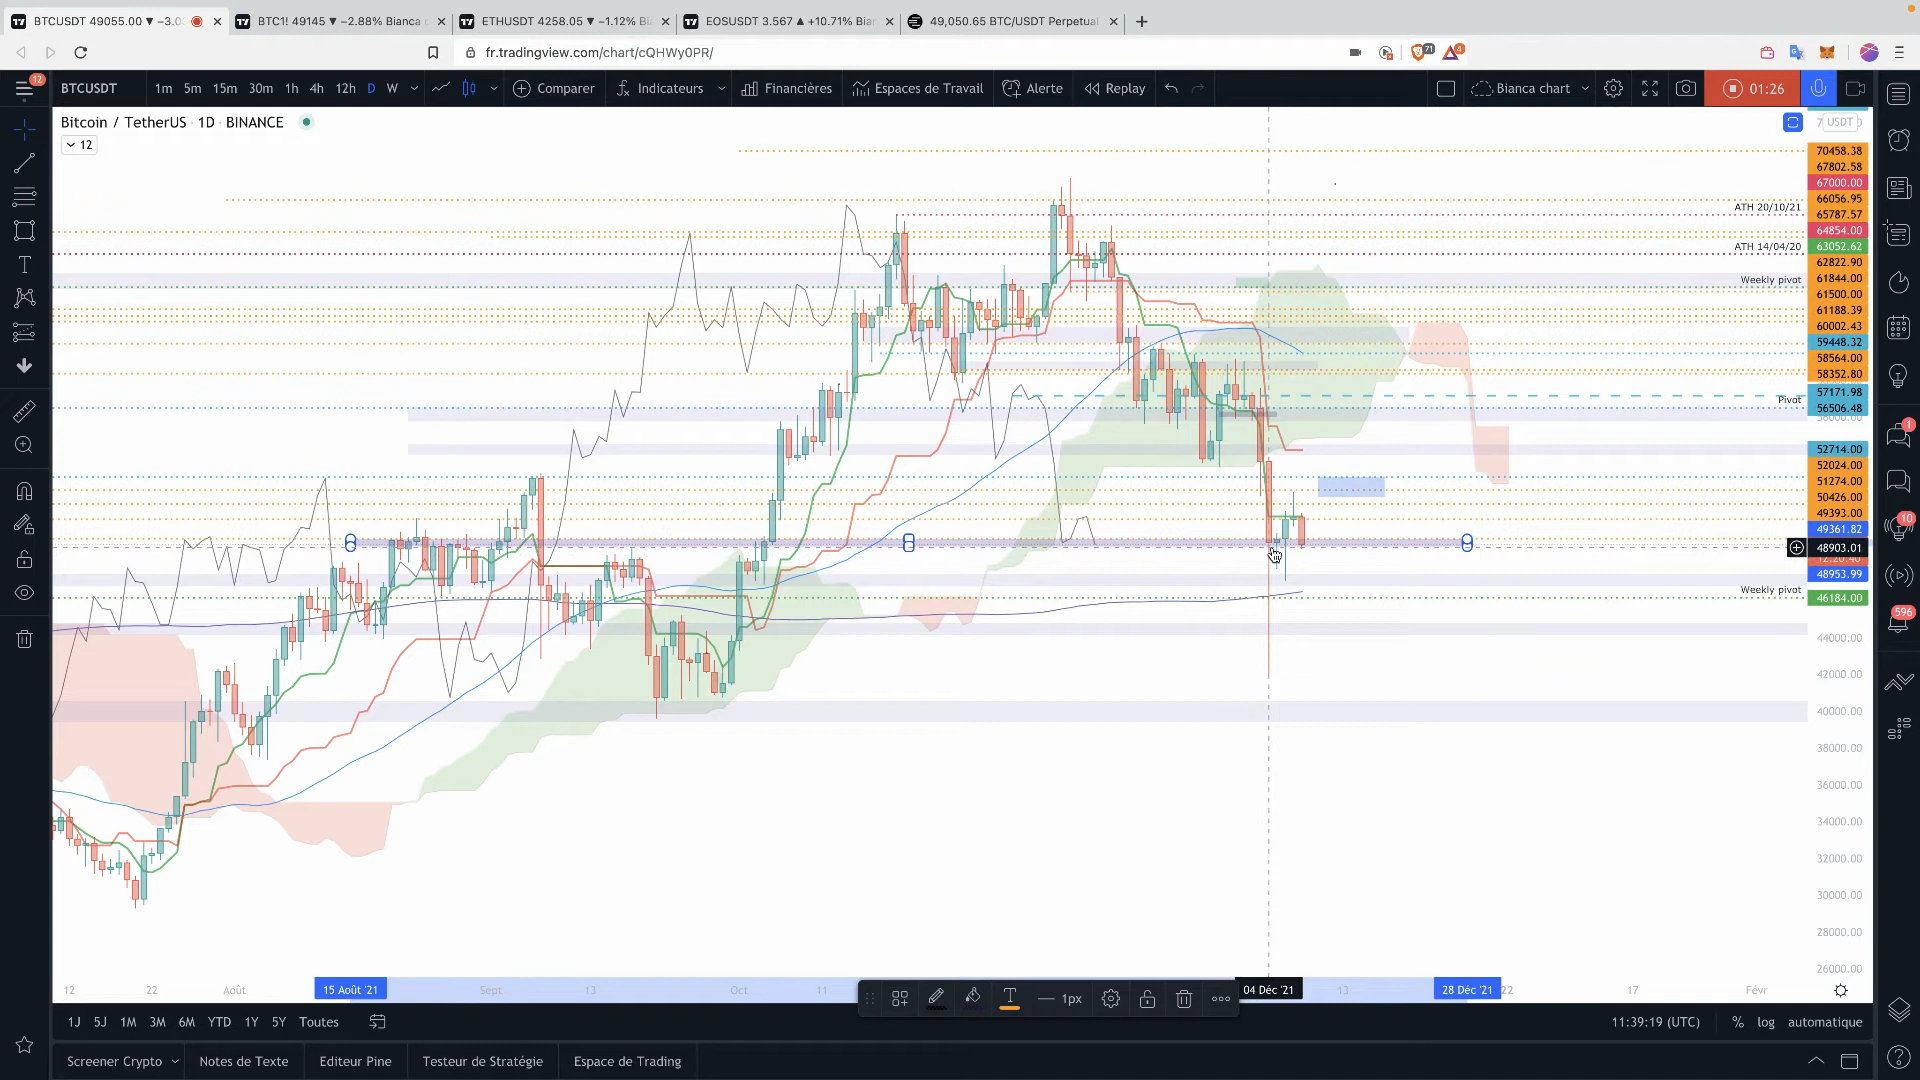 BTCUSDT 49055.00 ▼ −3.0
BTC1! 49145 ▼ −2.88% Bianca c
ETHUSDT 4258.05 ▼ −1.12% Bi
EOSUSDT 3.567 ▲ +10.71% Bian
49,050.65 BTC/USDT Perpetual
fr.tradingview.com/chart/cQHWy0PR/
71
4
12
BTCUSDT
1m 5m 15m 30m 1h 4h 12h D W
Comparer
Indicateurs
Financières
Espaces de Travail
Alerte
Replay
Bianca chart
01:26
Bitcoin / TetherUS · 1D · BINANCE
12
USDT
70458.38
67802.58
67000.00
ATH 20/10/21
66056.95
65787.57
64854.00
ATH 14/04/20
63052.62
62822.90
Weekly pivot
61844.00
61500.00
61188.39
60002.43
59448.32
58564.00
58352.80
57171.98
Pivot
56506.48
52714.00
52024.00
51274.00
50426.00
49393.00
49361.82
48903.01
12:20:40
48953.99
Weekly pivot
46184.00
44000.00
42000.00
40000.00
38000.00
36000.00
34000.00
32000.00
30000.00
28000.00
26000.00
1
10
596
12 22 Août 15 Août '21 Sept 13 Oct 11 04 Déc '21 13 28 Déc '21 22 17 Févr
T 1px
1J 5J 1M 3M 6M YTD 1Y 5Y Toutes
11:39:19 (UTC) % log automatique
Screener Crypto Notes de Texte Editeur Pine Testeur de Stratégie Espace de Trading